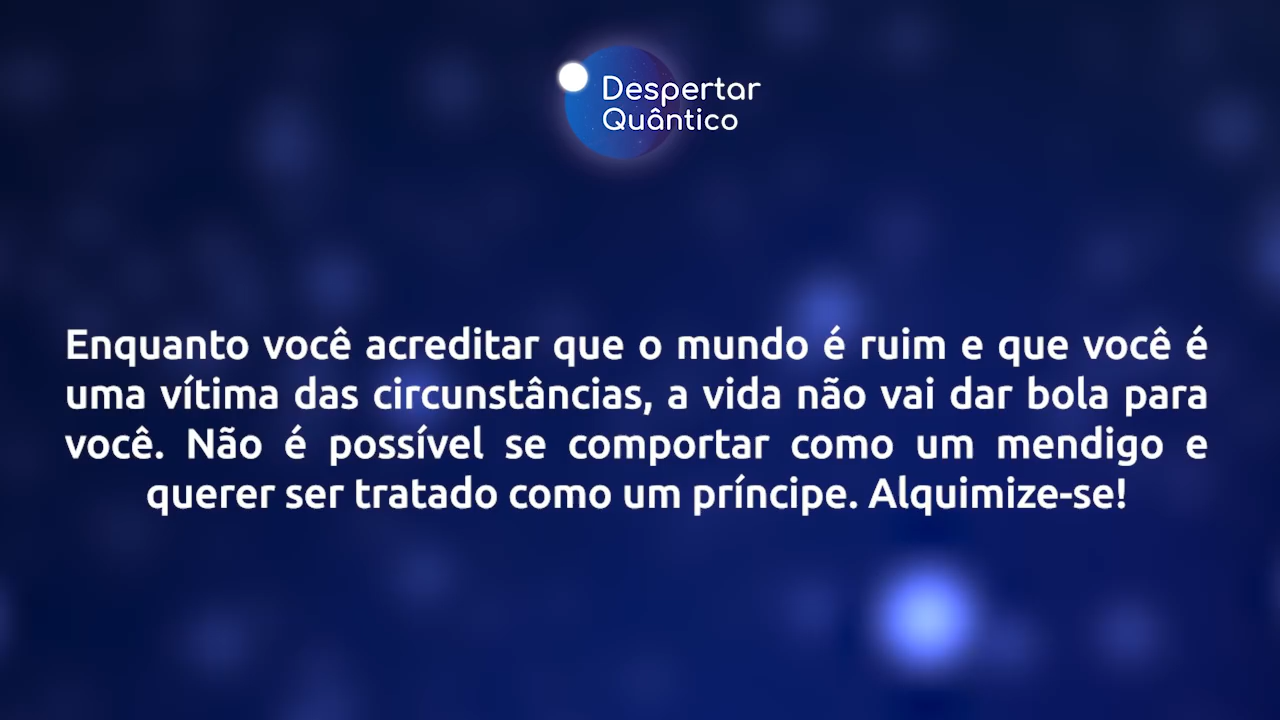 Despertar
Quântico
Enquanto você acreditar que o mundo é ruim e que você é
uma vítima das circunstâncias, a vida não vai dar bola para
você. Não é possível se comportar como um mendigo e
querer ser tratado como um príncipe. Alquimize-se!